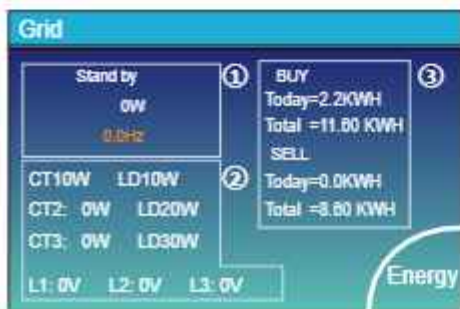 Grid
Stand by
0W
0.0Hz
①
CT10W LD10W
CT2: 0W LD20W
CT3: 0W LD30W
L1: 0V L2: 0V L3: 0V
②
BUY
Today=2.2KWH
Total =11.60 KWH
SELL
Today=0.0KWH
Total =8.60 KWH
③
Energy